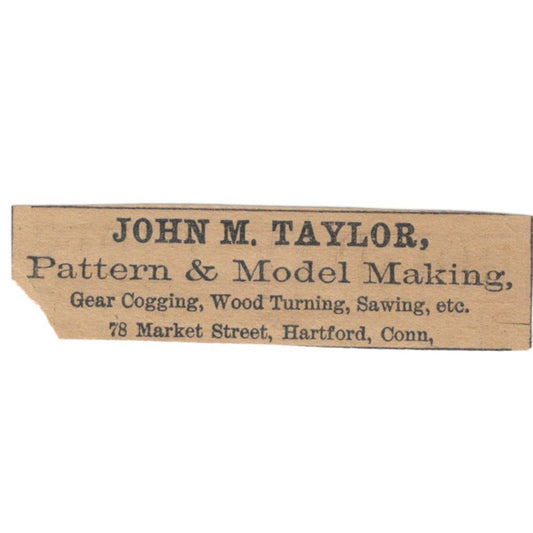 JOHN M. TAYLOR,
Pattern & Model Making,
Gear Cogging, Wood Turning, Sawing, etc.
78 Market Street, Hartford, Conn,